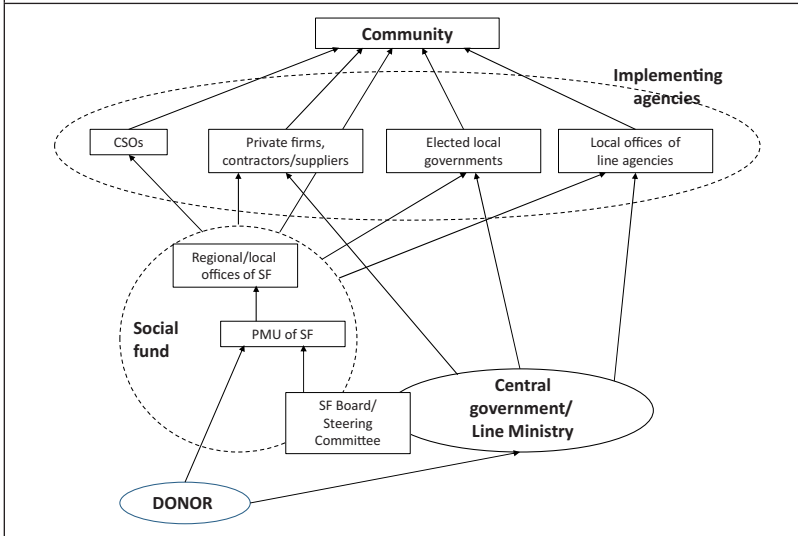 Community
Implementing
agencies
CSOs
Private firms,
contractors/suppliers
Elected local
governments
Local offices of
line agencies
Regional/local
offices of SF
Social
fund
PMU of SF
SF Board/
Steering
Committee
Central
government/
Line Ministry
DONOR